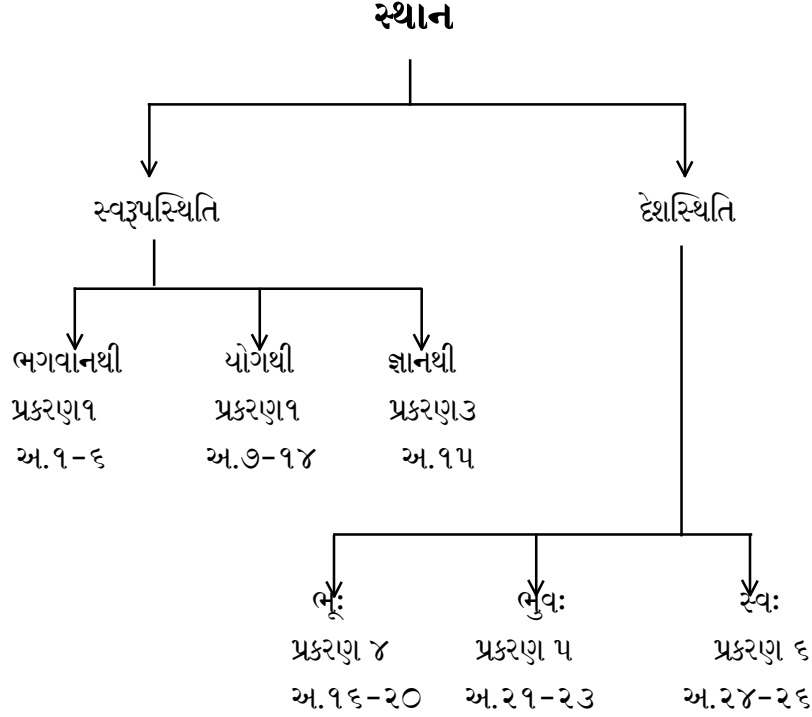 સ્થાન
સ્વરૂપસ્થિતિ દેશસ્થિતિ
ભગવાનથી યોગથી જ્ઞાનથી
પ્રકરણ૧ પ્રકરણ૧ પ્રકરણ૩
અ.૧-૬ અ.૭-૧૪ અ.૧૫
ભૂઃ ભુવઃ સ્વઃ
પ્રકરણ ૪ પ્રકરણ ૫ પ્રકરણ ૬
અ.૧૬-૨૦ અ.૨૧-૨૩ અ.૨૪-૨૬